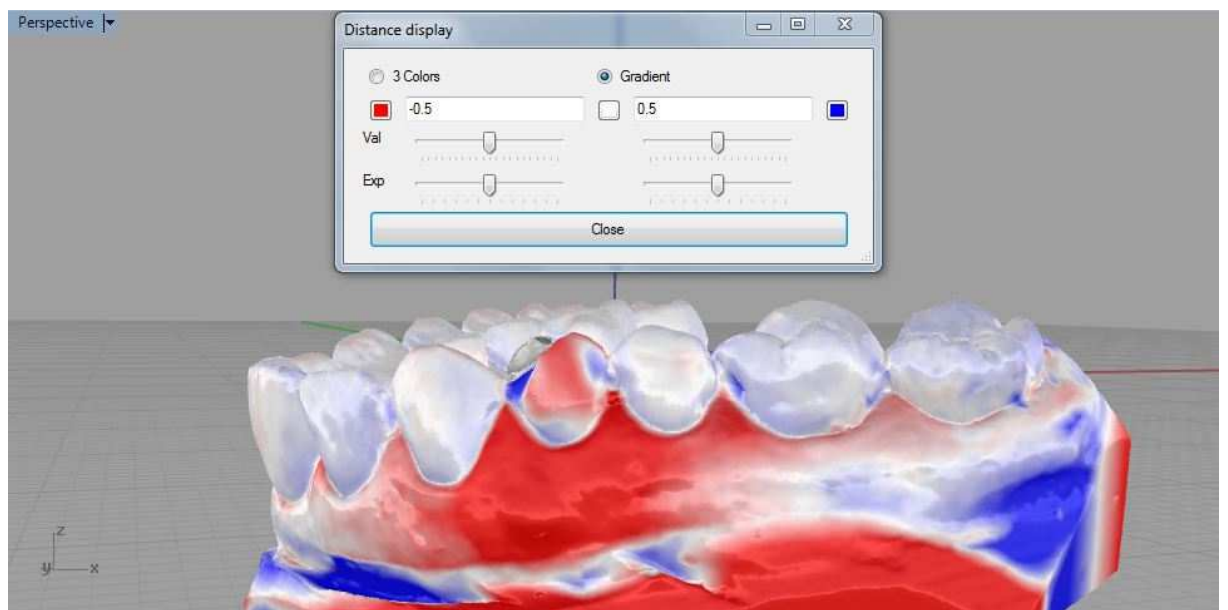 Perspective
Distance display
3 Colors Gradient
-0.5 0.5
Val
Exp
Close
z
y x